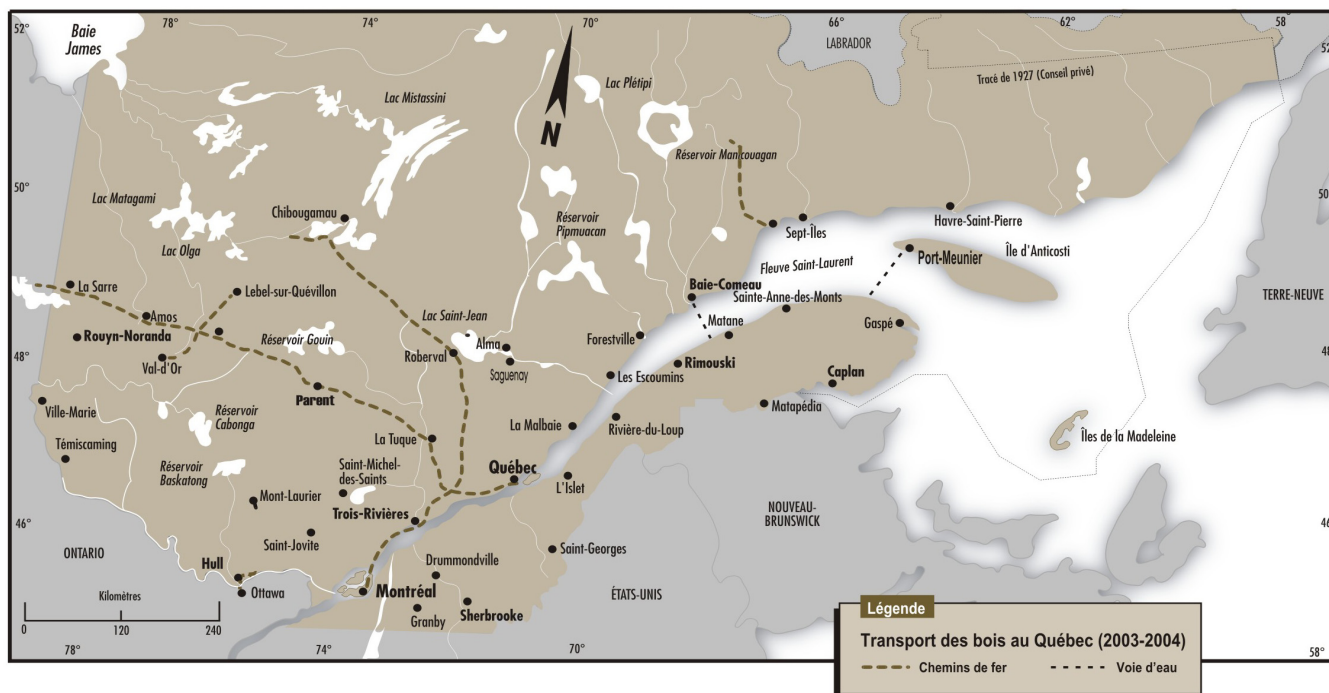 52°
78°
74°
70°
66°
62°
58°
52
Baie
James
LABRADOR
Tracé de 1927 (Conseil privé)
Lac Mistassini
Lac Plétipi
N
Réservoir Manicouagan
50°
50
Lac Matagami
Chibougamau
Réservoir
Pipmuacan
Sept-Îles
Havre-Saint-Pierre
Lac Olga
Port-Meunier
Île d'Anticosti
Fleuve Saint-Laurent
La Sarre
Lebel-sur-Quévillon
Baie-Comeau
Sainte-Anne-des-Monts
TERRE-NEUVE
Amos
Lac Saint-Jean
Matane
Gaspé
Rouyn-Noranda
Réservoir Gouin
Alma
Forestville
48°
48
Val-d'Or
Roberval
Saguenay
Rimouski
Les Escoumins
Caplan
Parent
Ville-Marie
Réservoir
Cabonga
Matapédia
La Malbaie
Rivière-du-Loup
Témiscaming
La Tuque
Îles de la Madeleine
Réservoir
Baskatong
Saint-Michel-
des-Saints
Québec
L'Islet
Mont-Laurier
Trois-Rivières
NOUVEAU-
BRUNSWICK
46°
46
ONTARIO
Saint-Jovite
Saint-Georges
Hull
Drummondville
Ottawa
Montréal
ÉTATS-UNIS
Kilomètres
0
120
240
Granby
Sherbrooke
78°
74°
70°
58°
Légende
Transport des bois au Québec (2003-2004)
Chemins de fer
Voie d'eau